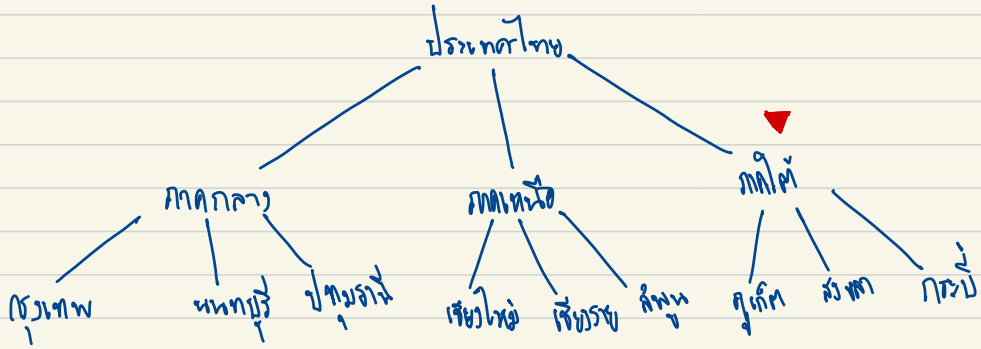 ประเทศไทย
ภาคกลาง ภาคเหนือ ภาคใต้
กรุงเทพ นนทบุรี ปทุมธานี เชียงใหม่ เชียงราย ลำพูน ภูเก็ต สงขลา กระบี่